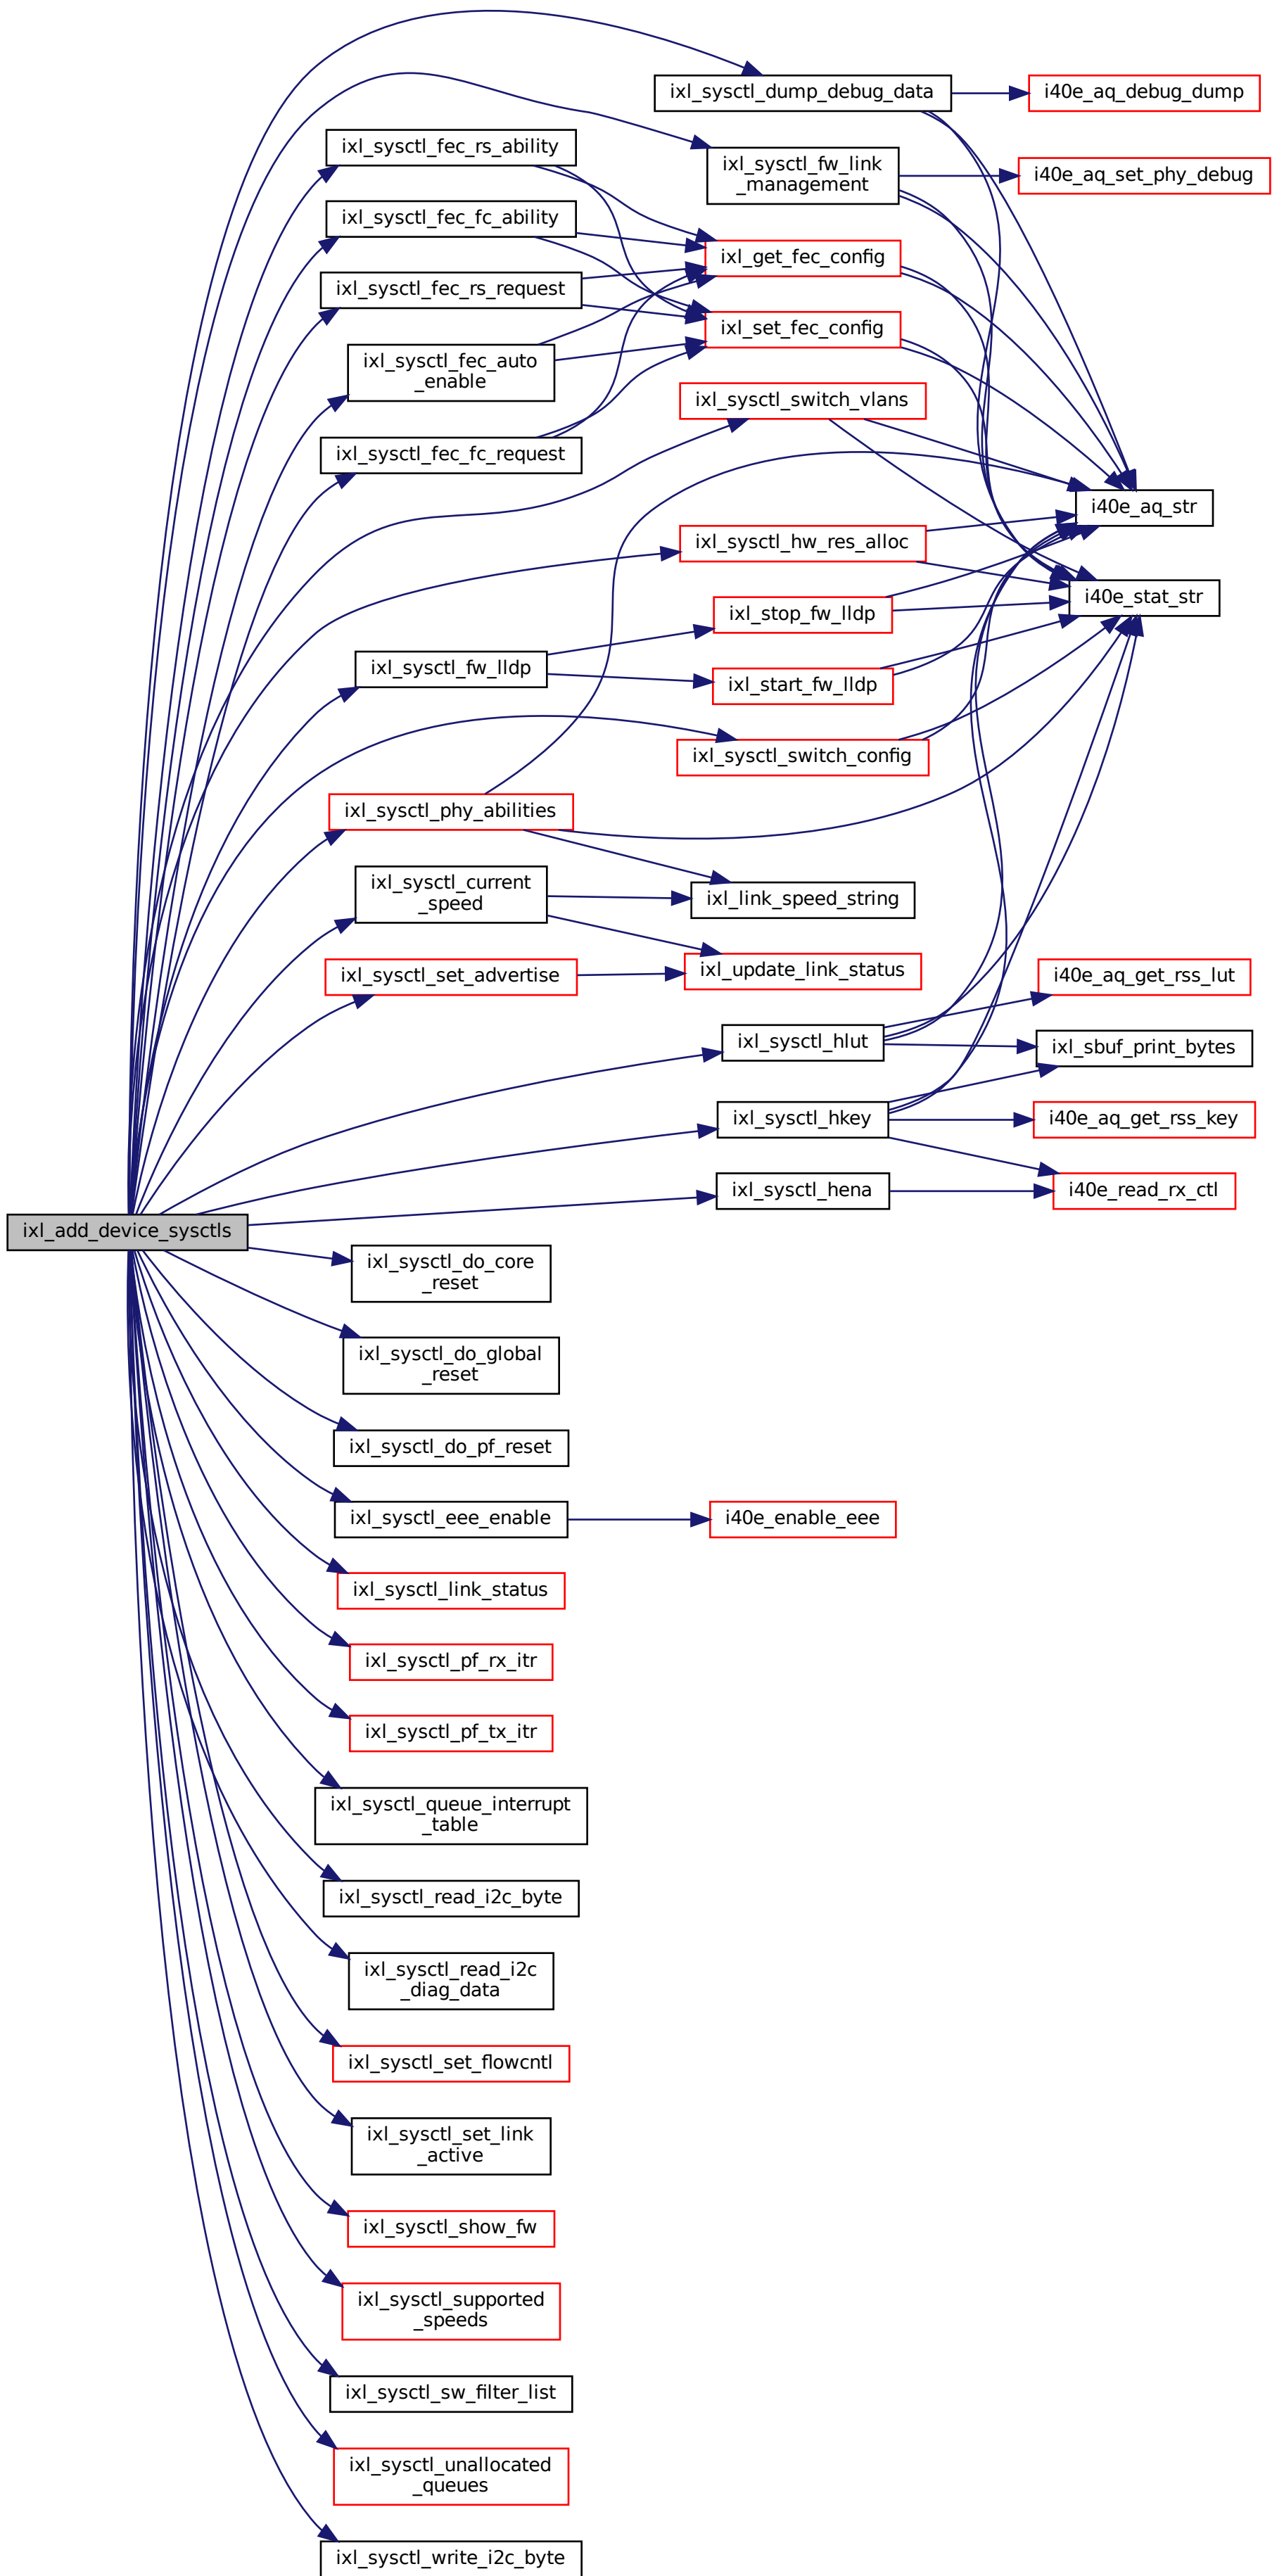 ixl_sysctl_dump_debug_data
i40e_aq_debug_dump
ixl_sysctl_fec_rs_ability
ixl_sysctl_fw_link
_management
i40e_aq_set_phy_debug
ixl_sysctl_fec_fc_ability
ixl_get_fec_config
ixl_sysctl_fec_rs_request
ixl_set_fec_config
ixl_sysctl_fec_auto
_enable
ixl_sysctl_switch_vlans
ixl_sysctl_fec_fc_request
i40e_aq_str
ixl_sysctl_hw_res_alloc
i40e_stat_str
ixl_stop_fw_lldp
ixl_sysctl_fw_lldp
ixl_start_fw_lldp
ixl_sysctl_switch_config
ixl_sysctl_phy_abilities
ixl_sysctl_current
_speed
ixl_link_speed_string
ixl_sysctl_set_advertise
ixl_update_link_status
i40e_aq_get_rss_lut
ixl_sysctl_hlut
ixl_sbuf_print_bytes
ixl_sysctl_hkey
i40e_aq_get_rss_key
ixl_sysctl_hena
i40e_read_rx_ctl
ixl_add_device_sysctls
ixl_sysctl_do_core
_reset
ixl_sysctl_do_global
_reset
ixl_sysctl_do_pf_reset
ixl_sysctl_eee_enable
i40e_enable_eee
ixl_sysctl_link_status
ixl_sysctl_pf_rx_itr
ixl_sysctl_pf_tx_itr
ixl_sysctl_queue_interrupt
_table
ixl_sysctl_read_i2c_byte
ixl_sysctl_read_i2c
_diag_data
ixl_sysctl_set_flowcntl
ixl_sysctl_set_link
_active
ixl_sysctl_show_fw
ixl_sysctl_supported
_speeds
ixl_sysctl_sw_filter_list
ixl_sysctl_unallocated
_queues
ixl_sysctl_write_i2c_byte